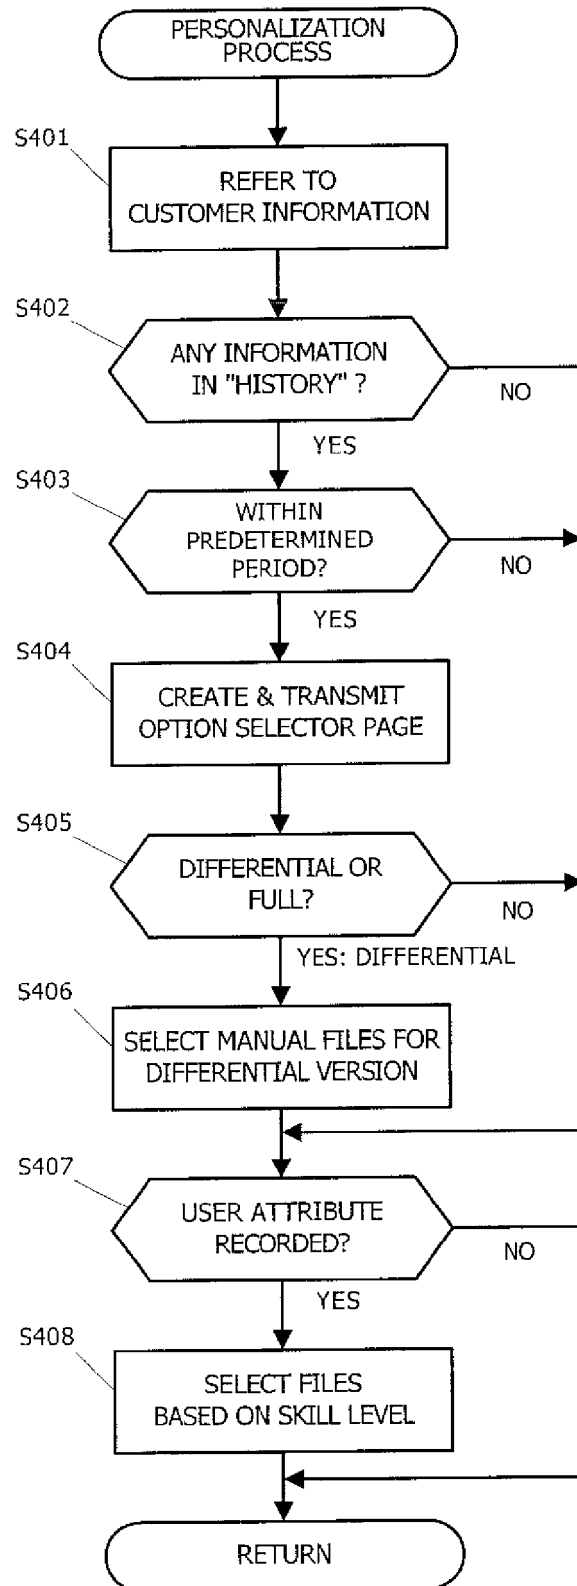 PERSONALIZATION
PROCESS
S401
REFER TO
CUSTOMER INFORMATION
S402
ANY INFORMATION
IN "HISTORY" ?
NO
YES
S403
WITHIN
PREDETERMINED
PERIOD?
NO
YES
S404
CREATE & TRANSMIT
OPTION SELECTOR PAGE
S405
DIFFERENTIAL OR
FULL?
NO
YES: DIFFERENTIAL
S406
SELECT MANUAL FILES FOR
DIFFERENTIAL VERSION
S407
USER ATTRIBUTE
RECORDED?
NO
YES
S408
SELECT FILES
BASED ON SKILL LEVEL
RETURN